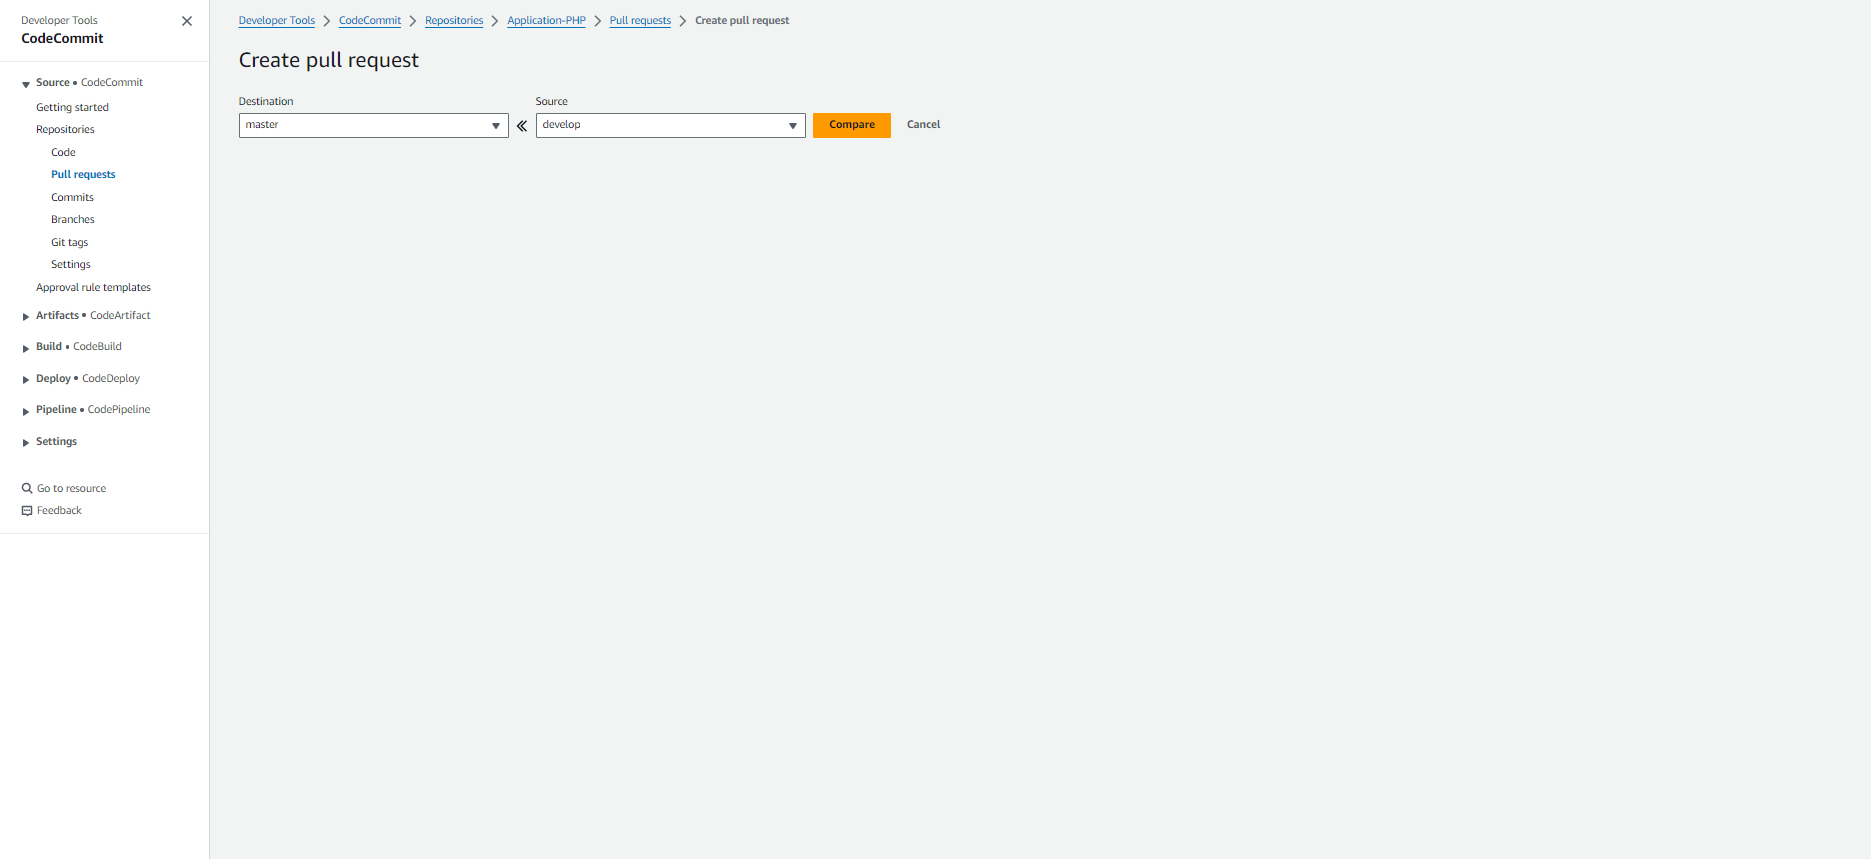 Developer Tools
CodeCommit
Source • CodeCommit
Getting started
Repositories
Code
Pull requests
Commits
Branches
Git tags
Settings
Approval rule templates
Artifacts • CodeArtifact
Build • CodeBuild
Deploy • CodeDeploy
Pipeline • CodePipeline
Settings
Go to resource
Feedback
Developer Tools > CodeCommit > Repositories > Application-PHP > Pull requests > Create pull request
Create pull request
Destination Source
master « develop Compare Cancel